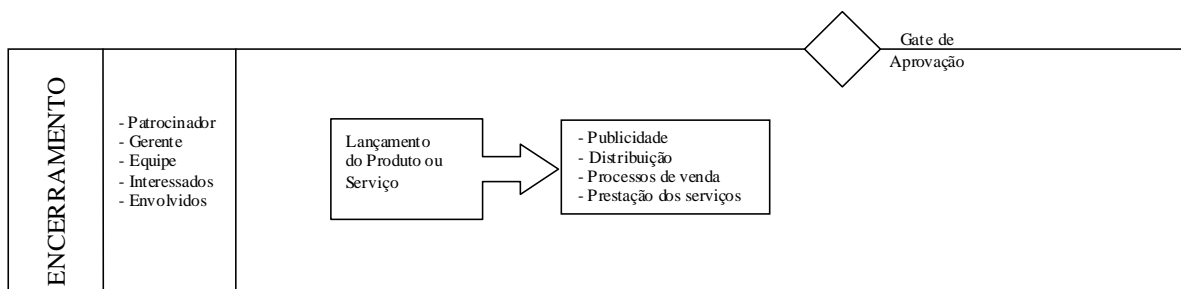 Gate de
Aprovação
ENCERRAMENTO
- Patrocinador
- Gerente
- Equipe
- Interessados
- Envolvidos
Lançamento
do Produto ou
Serviço
- Publicidade
- Distribuição
- Processos de venda
- Prestação dos serviços